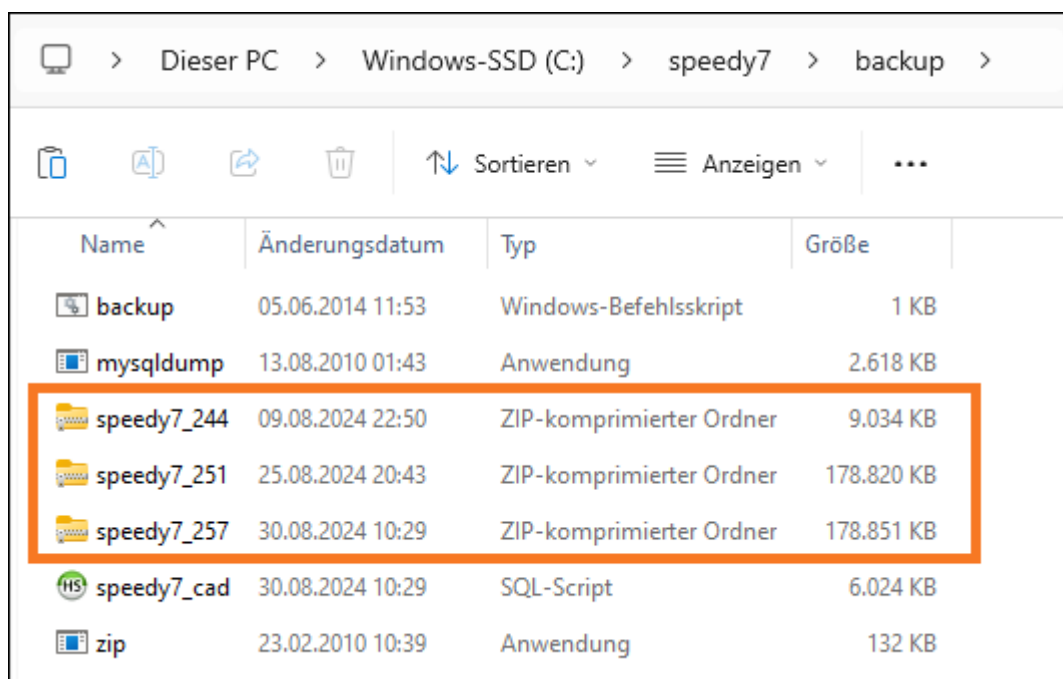 Dieser PC > Windows-SSD (C:) > speedy7 > backup >
Sortieren Anzeigen
Name Änderungsdatum Typ Größe
backup 05.06.2014 11:53 Windows-Befehlsskript 1 KB
mysqldump 13.08.2010 01:43 Anwendung 2.618 KB
speedy7_244 09.08.2024 22:50 ZIP-komprimierter Ordner 9.034 KB
speedy7_251 25.08.2024 20:43 ZIP-komprimierter Ordner 178.820 KB
speedy7_257 30.08.2024 10:29 ZIP-komprimierter Ordner 178.851 KB
HS speedy7_cad 30.08.2024 10:29 SQL-Script 6.024 KB
zip 23.02.2010 10:39 Anwendung 132 KB